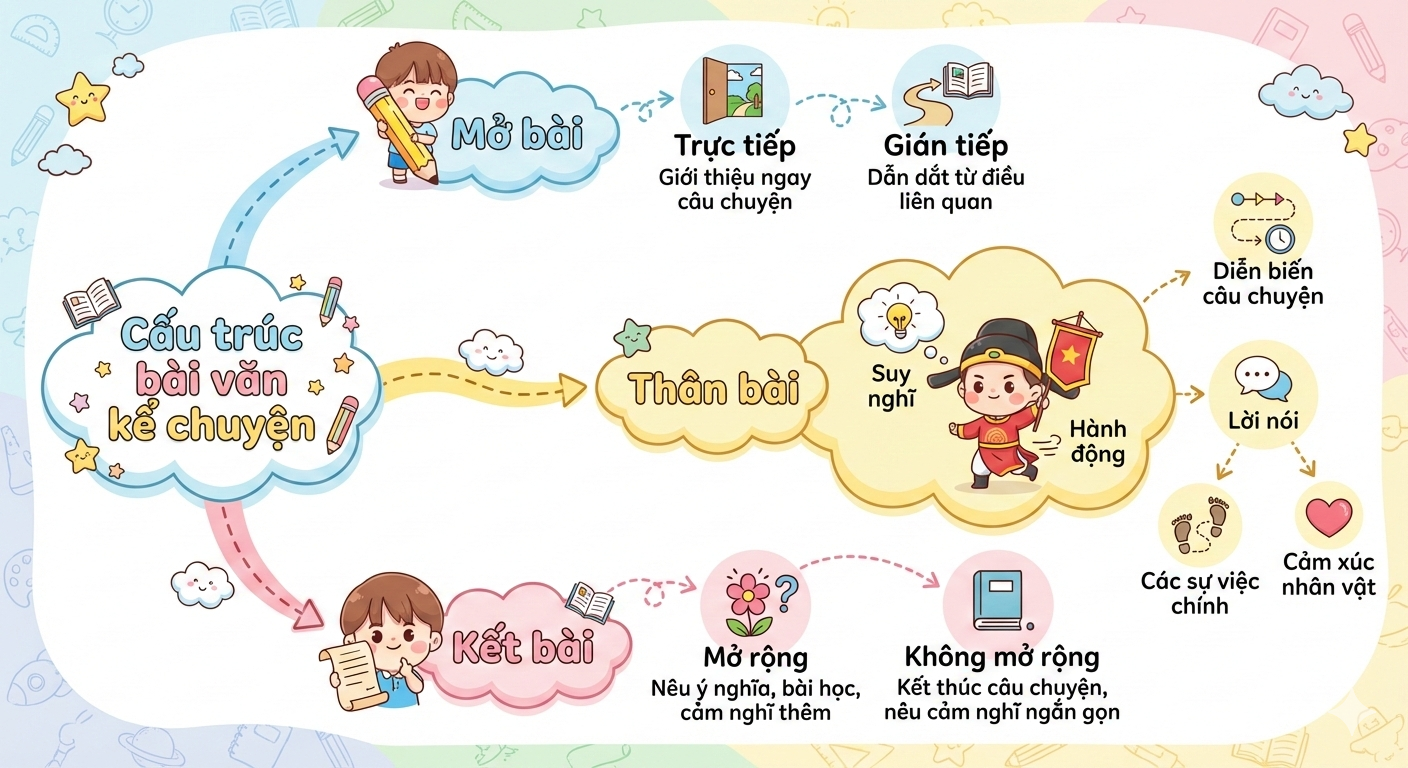 Cấu trúc
bài văn
kể chuyện
Mở bài
Trực tiếp
Giới thiệu ngay
câu chuyện
Gián tiếp
Dẫn dắt từ điều
liên quan
Thân bài
Suy
nghĩ
Hành
động
Diễn biến
câu chuyện
Lời nói
Các sự việc
chính
Cảm xúc
nhân vật
Kết bài
Mở rộng
Nêu ý nghĩa, bài học,
cảm nghĩ thêm
Không mở rộng
Kết thúc câu chuyện,
nêu cảm nghĩ ngắn gọn